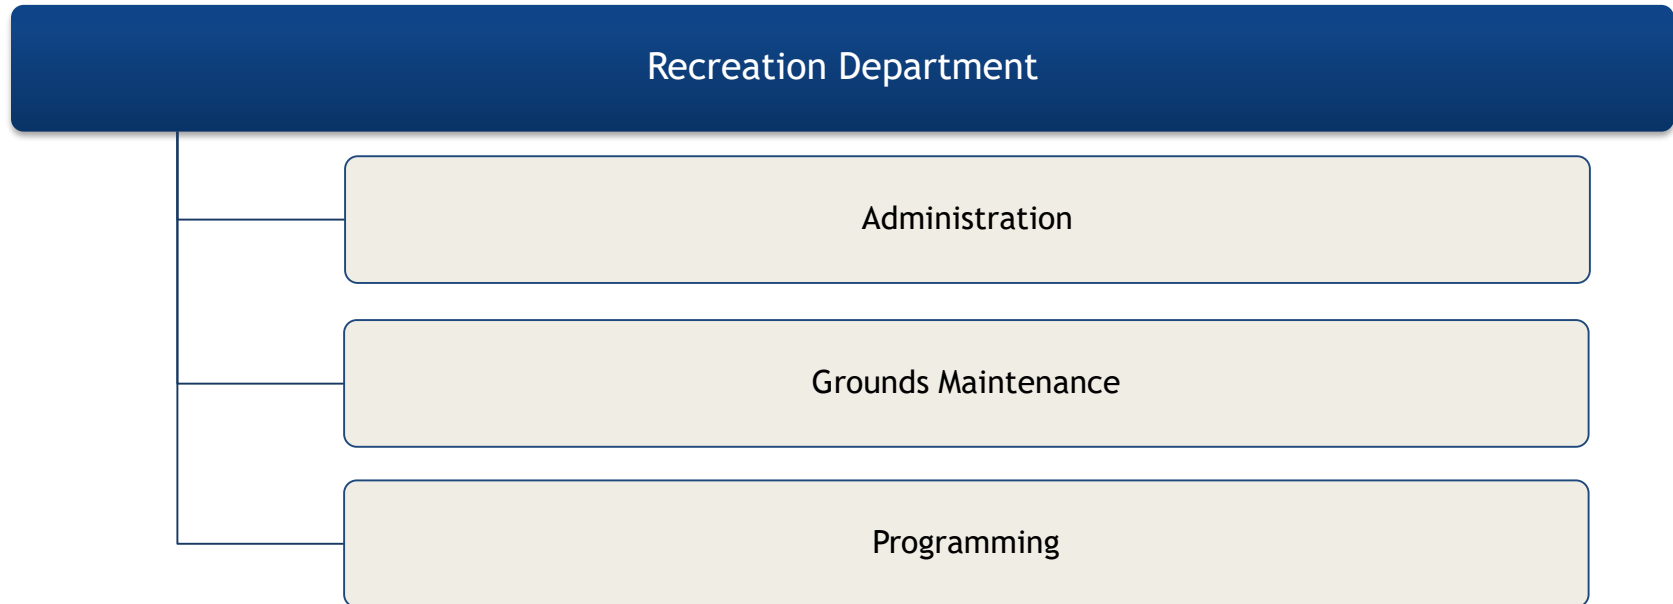 Recreation Department
Administration
Grounds Maintenance
Programming